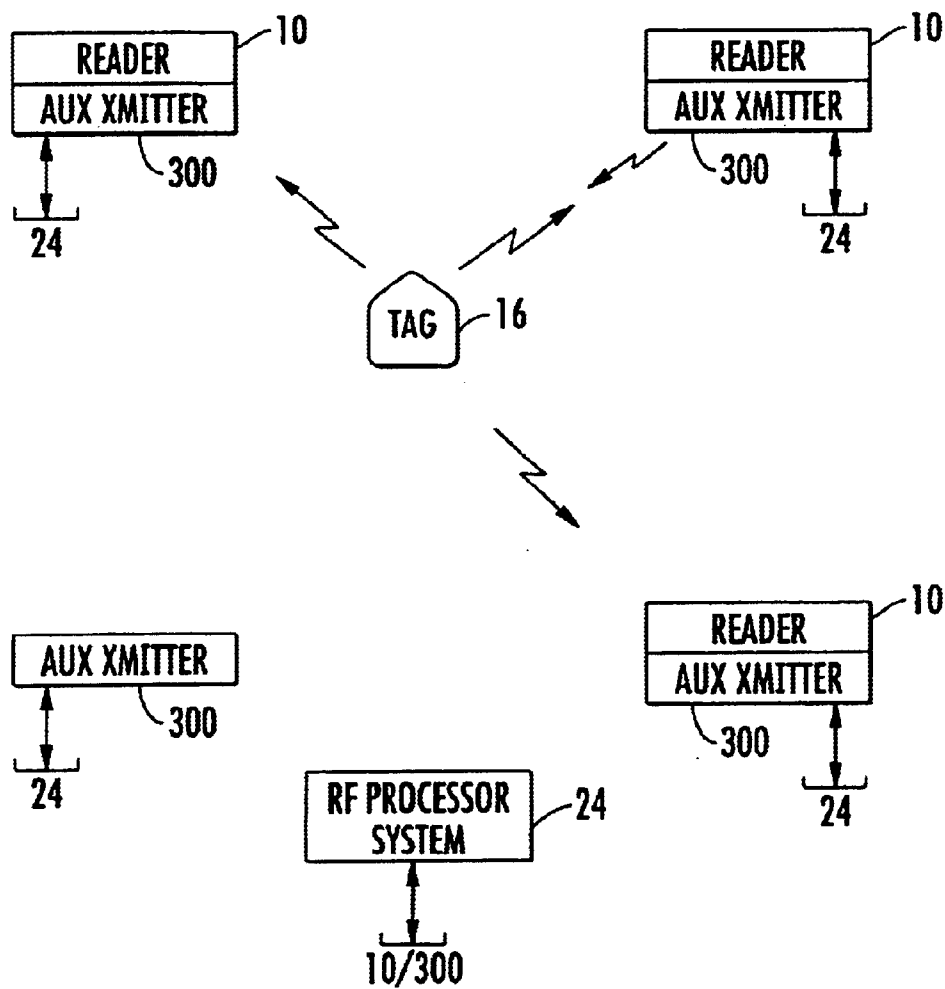 10
READER
AUX XMITTER
300
24
10
READER
AUX XMITTER
300
24
TAG
16
AUX XMITTER
300
24
10
READER
AUX XMITTER
300
24
RF PROCESSOR
SYSTEM
24
10/300